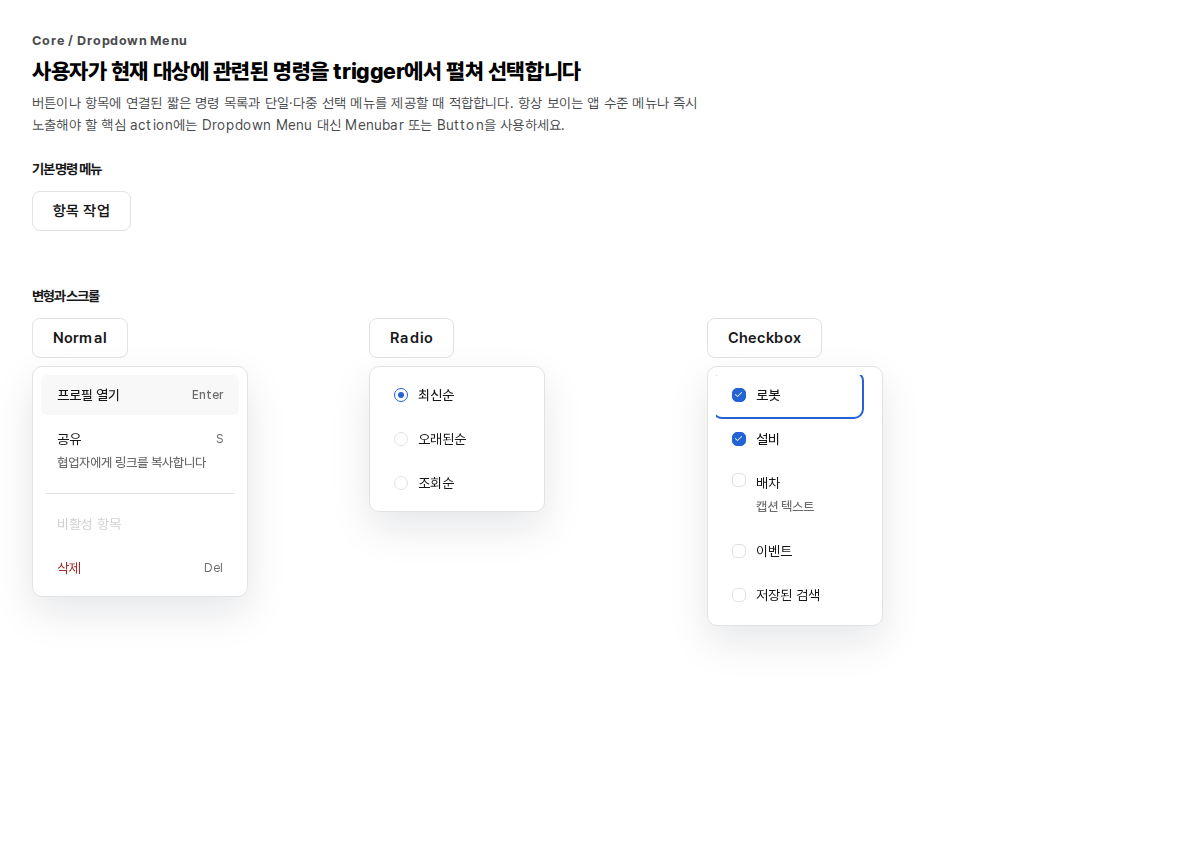 Core / Dropdown Menu
사용자가 현재 대상에 관련된 명령을 trigger에서 펼쳐 선택합니다
버튼이나 항목에 연결된 짧은 명령 목록과 단일·다중 선택 메뉴를 제공할 때 적합합니다. 항상 보이는 앱 수준 메뉴나 즉시
노출해야 할 핵심 action에는 Dropdown Menu 대신 Menubar 또는 Button을 사용하세요.
기본 명령 메뉴
항목 작업
변형과 스크롤
Normal
프로필 열기 Enter
공유 S
협업자에게 링크를 복사합니다
비활성 항목
삭제 Del
Radio
최신순
오래된순
조회순
Checkbox
로봇
설비
배차
캡션 텍스트
이벤트
저장된 검색